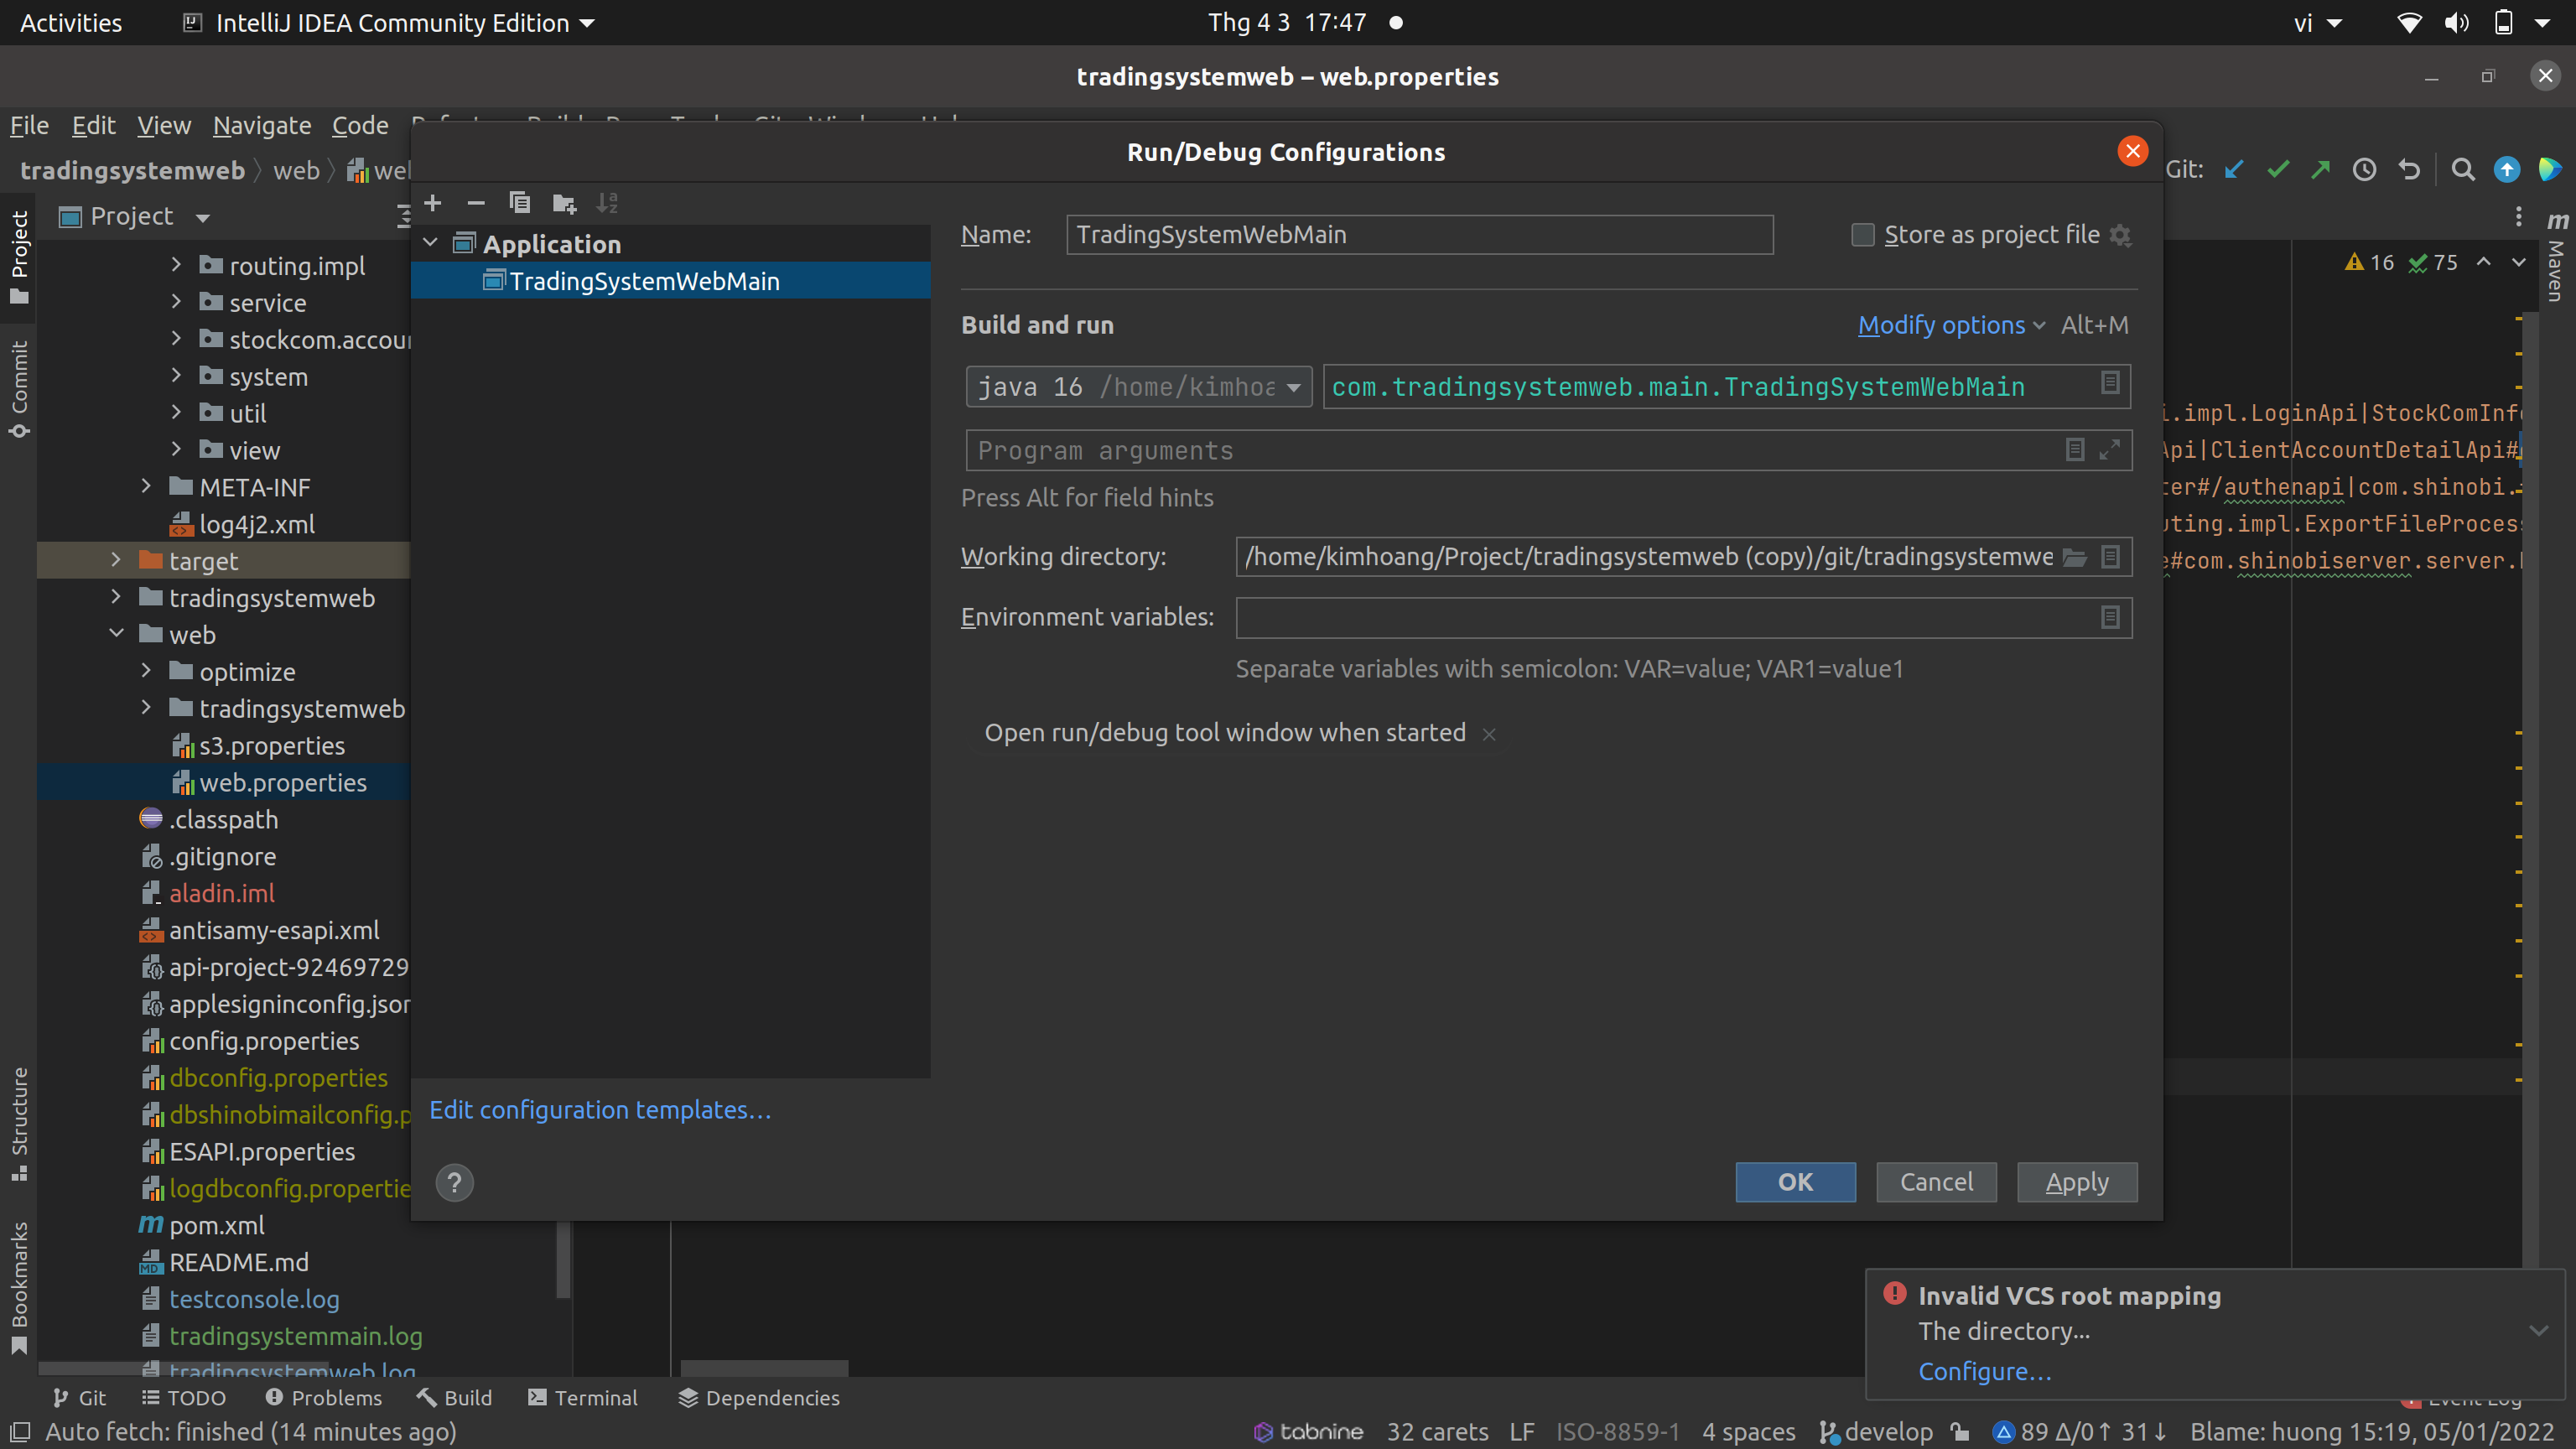 Activities
IntelliJ IDEA Community Edition
Thg 4 3 17:47
vi
tradingsystemweb – web.properties
File Edit View Navigate Code
tradingsystemweb
web
Git:
Run/Debug Configurations
Project
Application
TradingSystemWebMain
Name:
TradingSystemWebMain
Store as project file
Build and run
Modify options
Alt+M
java 16 /home/kimhoa
com.tradingsystemweb.main.TradingSystemWebMain
Program arguments
Press Alt for field hints
Working directory:
/home/kimhoang/Project/tradingsystemweb (copy)/git/tradingsystemwe
Environment variables:
Separate variables with semicolon: VAR=value; VAR1=value1
Open run/debug tool window when started
Edit configuration templates...
?
OK
Cancel
Apply
Project
Commit
Structure
Bookmarks
routing.impl
service
stockcom.accoun
system
util
view
META-INF
log4j2.xml
target
tradingsystemweb
web
optimize
tradingsystemweb
s3.properties
web.properties
.classpath
.gitignore
aladin.iml
antisamy-esapi.xml
api-project-92469729
applesigninconfig.json
config.properties
dbconfig.properties
dbshinobimailconfig.p
ESAPI.properties
logdbconfig.propertie
pom.xml
README.md
testconsole.log
tradingsystemmain.log
tradingsystemweb.log
16
75
Maven
i.impl.LoginApi|StockComInfo
Api|ClientAccountDetailApi#
ter#/authenapi|com.shinobi.
uting.impl.ExportFileProcess
e#com.shinobiserver.server.
Invalid VCS root mapping
The directory...
Configure...
Git
TODO
Problems
Build
Terminal
Dependencies
Event Log
Auto fetch: finished (14 minutes ago)
tabnine
32 carets
LF
ISO-8859-1
4 spaces
develop
89 Δ/0↑ 31↓
Blame: huong 15:19, 05/01/2022